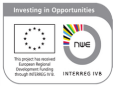 Investing in Opportunities
nwe
This project has received
European Regional
Development Funding
through INTERREG IV B.
INTERREG IVB